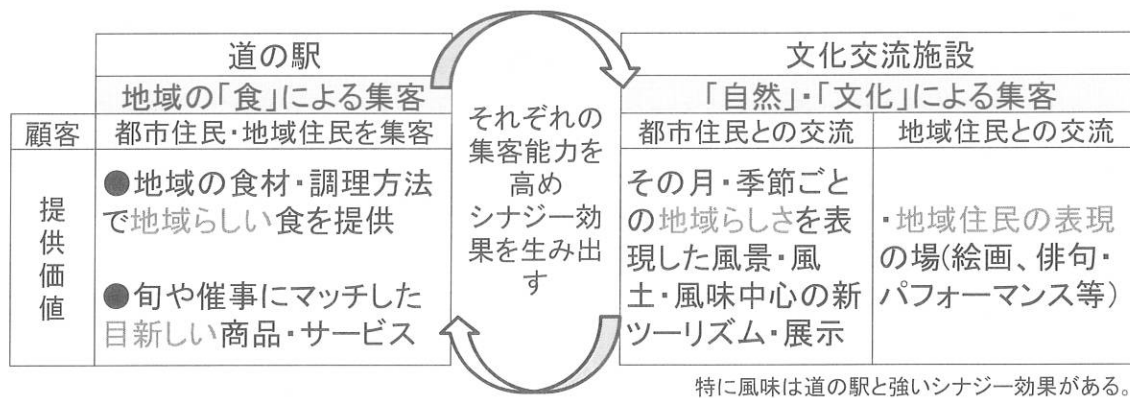 道の駅
地域の「食」による集客
顧客
都市住民・地域住民を集客
提供価値
●地域の食材・調理方法
で地域らしい食を提供
●旬や催事にマッチした
目新しい商品・サービス
それぞれの
集客能力を
高め
シナジー効
果を生み出
す
文化交流施設
「自然」・「文化」による集客
都市住民との交流
地域住民との交流
その月・季節ごと
の地域らしさを表
現した風景・風
土・風味中心の新
ツーリズム・展示
・地域住民の表現
の場(絵画、俳句・
パフォーマンス等)
特に風味は道の駅と強いシナジー効果がある。